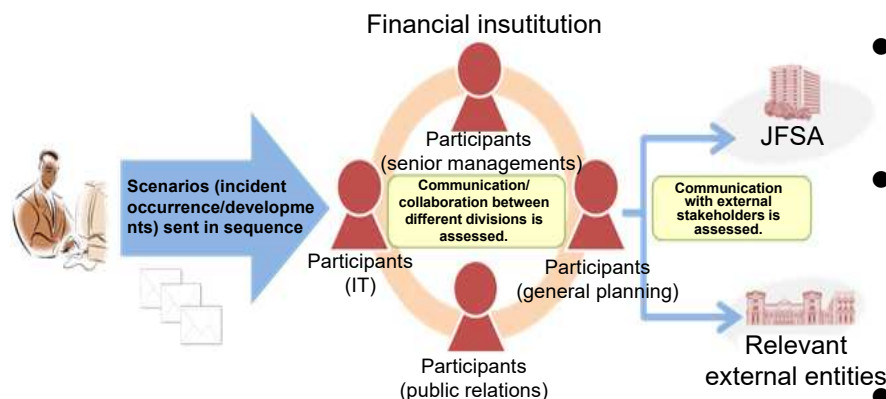 Financial insutitution
Participants
(senior managements)
JFSA
Scenarios (incident
occurrence/developme
nts) sent in sequence
Communication/
collaboration between
different divisions is
assessed.
Communication
with external
stakeholders is
assessed.
Participants
(IT)
Participants
(general planning)
Participants
(public relations)
Relevant
external entities